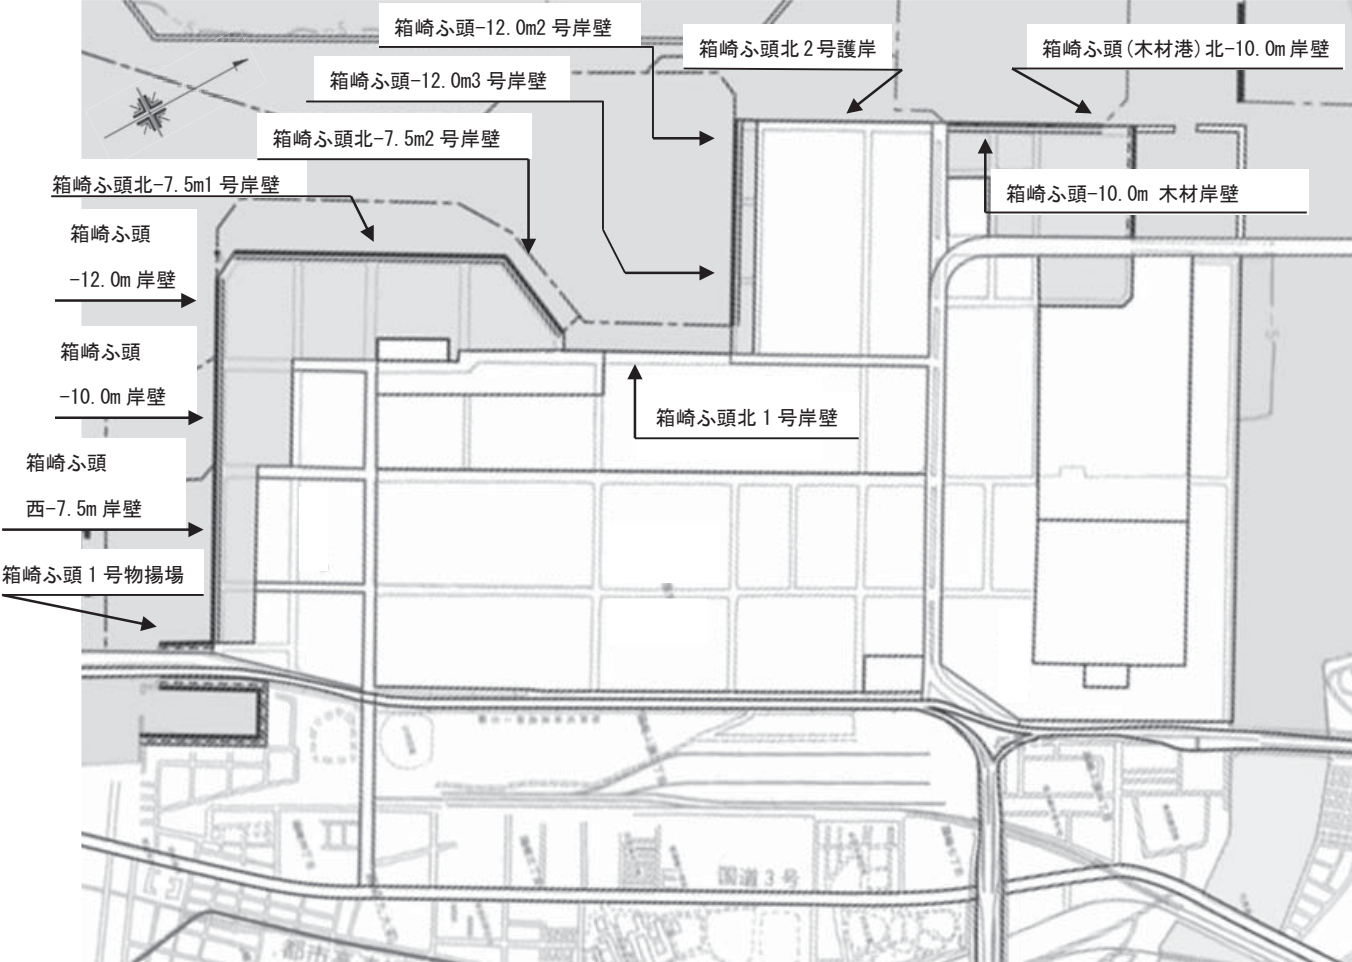 箱崎ふ頭-12.0m2号岸壁
箱崎ふ頭北2号護岸
箱崎ふ頭(木材港)北-10.0m岸壁
箱崎ふ頭-12.0m3号岸壁
箱崎ふ頭北-7.5m2号岸壁
箱崎ふ頭北-7.5m1号岸壁
箱崎ふ頭-10.0m 木材岸壁
箱崎ふ頭
-12.0m岸壁
箱崎ふ頭
-10.0m岸壁
箱崎ふ頭北1号岸壁
箱崎ふ頭
西-7.5m岸壁
箱崎ふ頭1号物揚場
国道3号
都市高